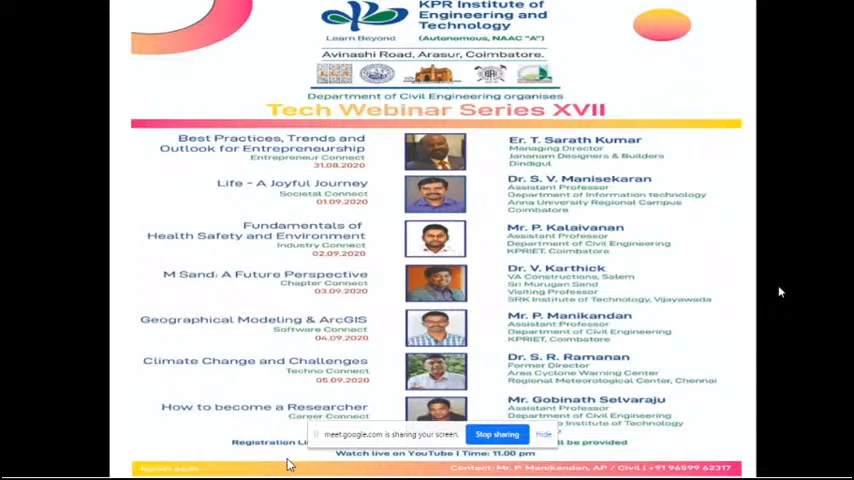 KPR Institute of
Engineering and
Technology
Learn Beyond
(Autonomous, NAAC "A")
Avinashi Road, Arasur, Coimbatore.
Department of Civil Engineering organises
Tech Webinar Series XVII
Best Practices, Trends and
Outlook for Entrepreneurship
Entrepreneur Connect
31.08.2020
Er. T. Sarath Kumar
Managing Director
Jananam Designers & Builders
Dindigul
Life - A Joyful Journey
Societal Connect
01.09.2020
Dr. S. V. Manisekaran
Assistant Professor
Department of Information technology
Anna University Regional Campus
Coimbatore
Fundamentals of
Health Safety and Environment
Industry Connect
02.09.2020
Mr. P. Kalaivanan
Assistant Professor
Department of Civil Engineering
KPRIET, Coimbatore
M Sand: A Future Perspective
Chapter Connect
03.09.2020
Dr. V. Karthick
VA Constructions, Salem
Sri Murugan Sand
Visiting Professor
SRK Institute of Technology, Vijayawada
Geographical Modeling & ArcGIS
Software Connect
04.09.2020
Mr. P. Manikandan
Assistant Professor
Department of Civil Engineering
KPRIET, Coimbatore
Climate Change and Challenges
Techno Connect
05.09.2020
Dr. S. R. Ramanan
Former Director
Area Cyclone Warning Center
Regional Meteorological Center, Chennai
How to become a Researcher
Career Connect
Mr. Gobinath Selvaraju
Assistant Professor
Department of Civil Engineering
Institute of Technology
meet.google.com is sharing your screen.
Stop sharing
Hide
Registration
be provided
Watch live on YouTube | Time: 11.00 pm
Contact: Mr. P. Manikandan, AP / Civil | +91 96599 62317